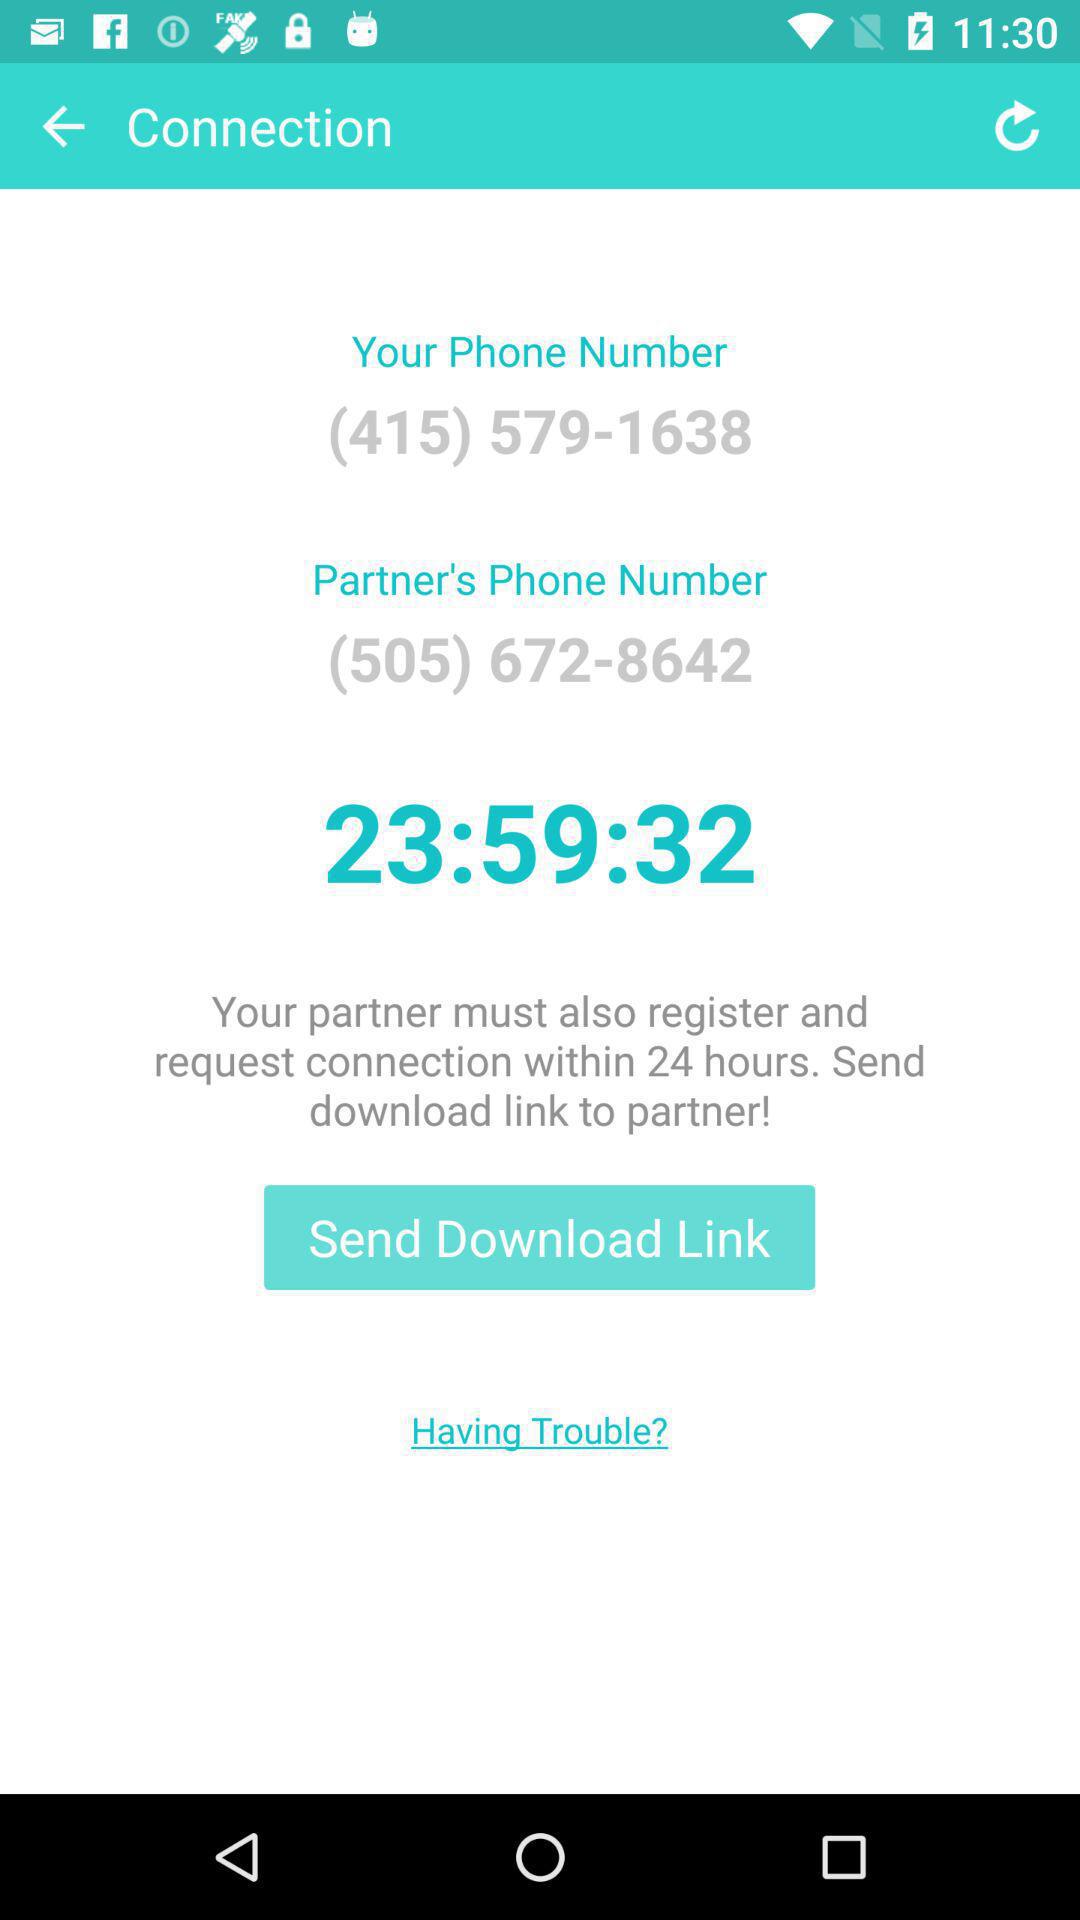 FAKE
11:30
Connection
Your Phone Number
(415) 579-1638
Partner's Phone Number
(505) 672-8642
23:59:32
Your partner must also register and
request connection within 24 hours. Send
download link to partner!
Send Download Link
Having Trouble?